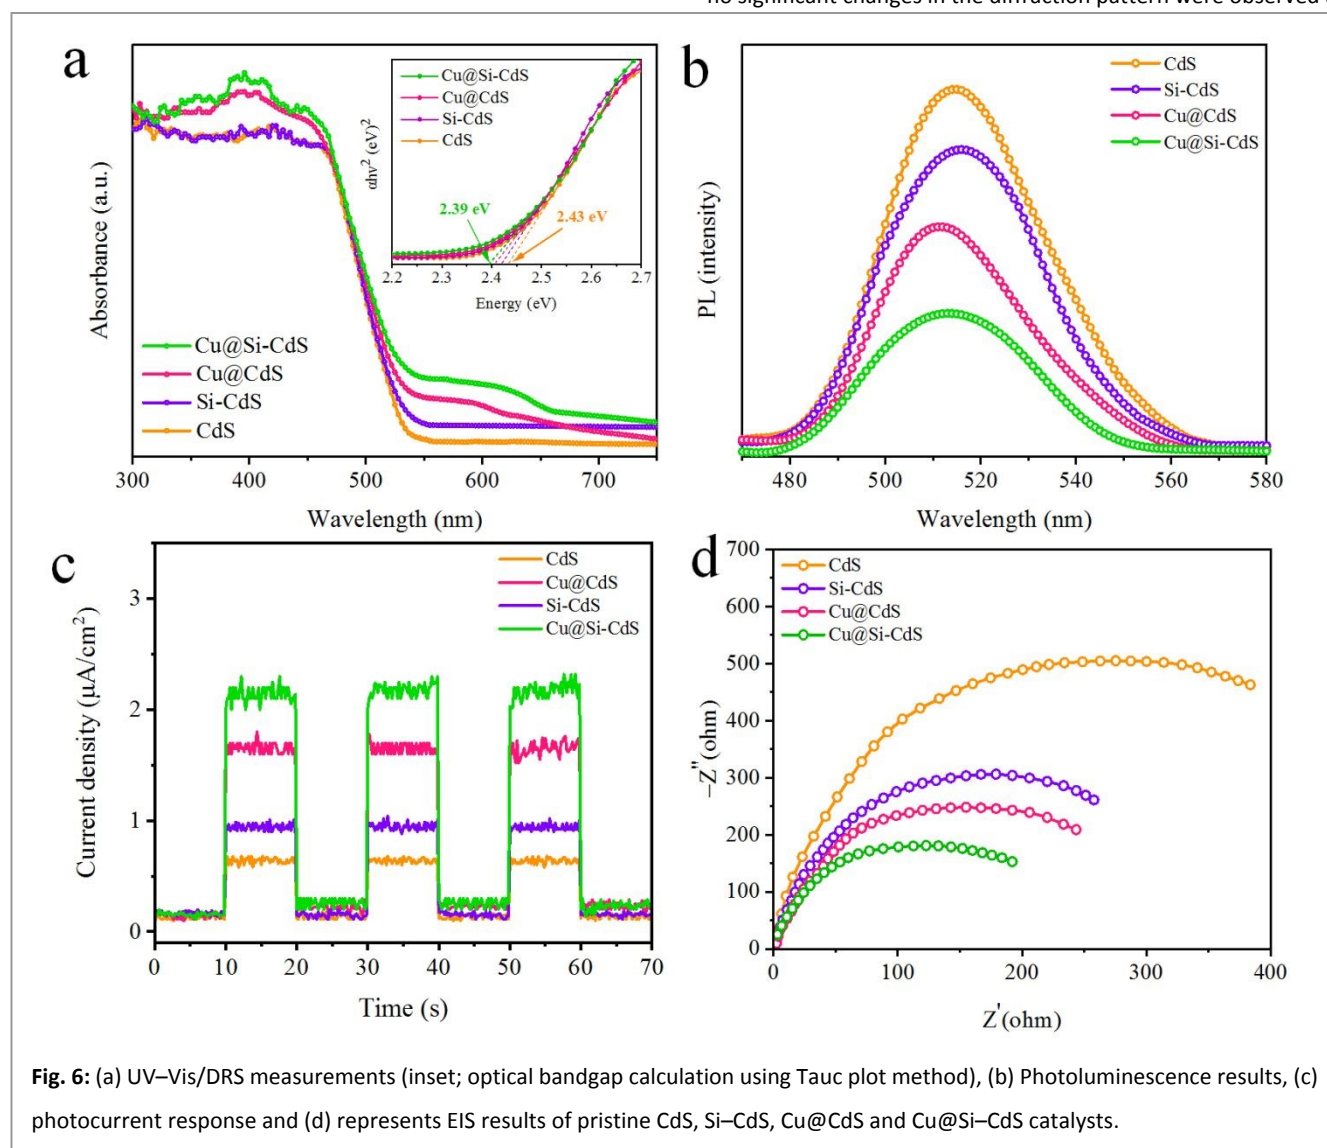 no significant changes in the diffraction pattern were observed
a
Absorbance (a.u.)
Cu@Si-CdS
Cu@CdS
Si-CdS
CdS
300
400
500
600
700
Wavelength (nm)
Cu@Si-CdS
Cu@CdS
Si-CdS
CdS
αhν² (eV)²
2.39 eV
2.43 eV
2.2
2.3
2.4
2.5
2.6
2.7
Energy (eV)
b
PL (intensity)
CdS
Si-CdS
Cu@CdS
Cu@Si-CdS
480
500
520
540
560
580
Wavelength (nm)
c
Current density (μA/cm²)
3
2
1
0
CdS
Cu@CdS
Si-CdS
Cu@Si-CdS
0
10
20
30
40
50
60
70
Time (s)
d
–Z"(ohm)
700
600
500
400
300
200
100
0
CdS
Si-CdS
Cu@CdS
Cu@Si-CdS
0
100
200
300
400
Z'(ohm)
Fig. 6: (a) UV–Vis/DRS measurements (inset; optical bandgap calculation using Tauc plot method), (b) Photoluminescence results, (c)
photocurrent response and (d) represents EIS results of pristine CdS, Si–CdS, Cu@CdS and Cu@Si–CdS catalysts.